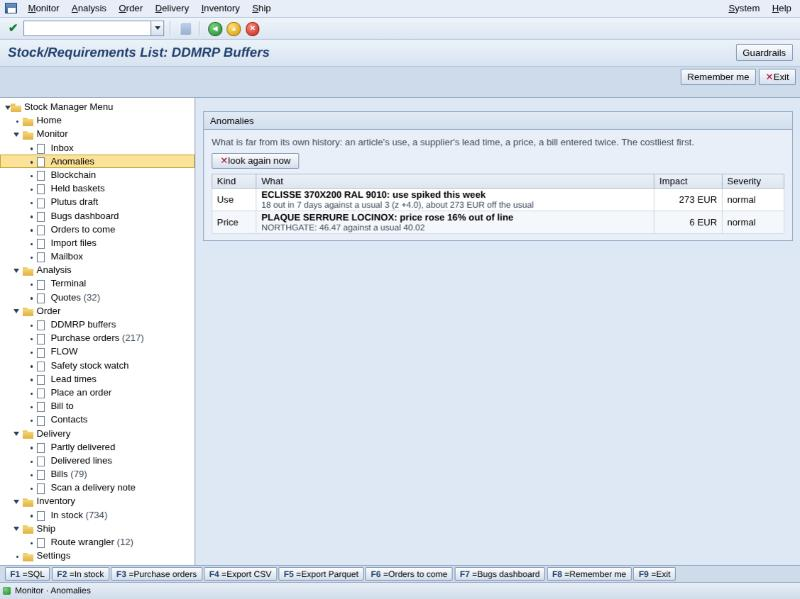 Monitor Analysis Order Delivery Inventory Ship System Help
Stock/Requirements List: DDMRP Buffers
Guardrails
Remember me
✕Exit
Stock Manager Menu
Home
Monitor
Inbox
Anomalies
Blockchain
Held baskets
Plutus draft
Bugs dashboard
Orders to come
Import files
Mailbox
Analysis
Terminal
Quotes (32)
Order
DDMRP buffers
Purchase orders (217)
FLOW
Safety stock watch
Lead times
Place an order
Bill to
Contacts
Delivery
Partly delivered
Delivered lines
Bills (79)
Scan a delivery note
Inventory
In stock (734)
Ship
Route wrangler (12)
Settings
Anomalies
What is far from its own history: an article's use, a supplier's lead time, a price, a bill entered twice. The costliest first.
✕look again now
Kind What Impact Severity
Use ECLISSE 370X200 RAL 9010: use spiked this week 273 EUR normal
18 out in 7 days against a usual 3 (z +4.0), about 273 EUR off the usual
Price PLAQUE SERRURE LOCINOX: price rose 16% out of line 6 EUR normal
NORTHGATE: 46.47 against a usual 40.02
F1 =SQL F2 =In stock F3 =Purchase orders F4 =Export CSV F5 =Export Parquet F6 =Orders to come F7 =Bugs dashboard F8 =Remember me F9 =Exit
Monitor · Anomalies